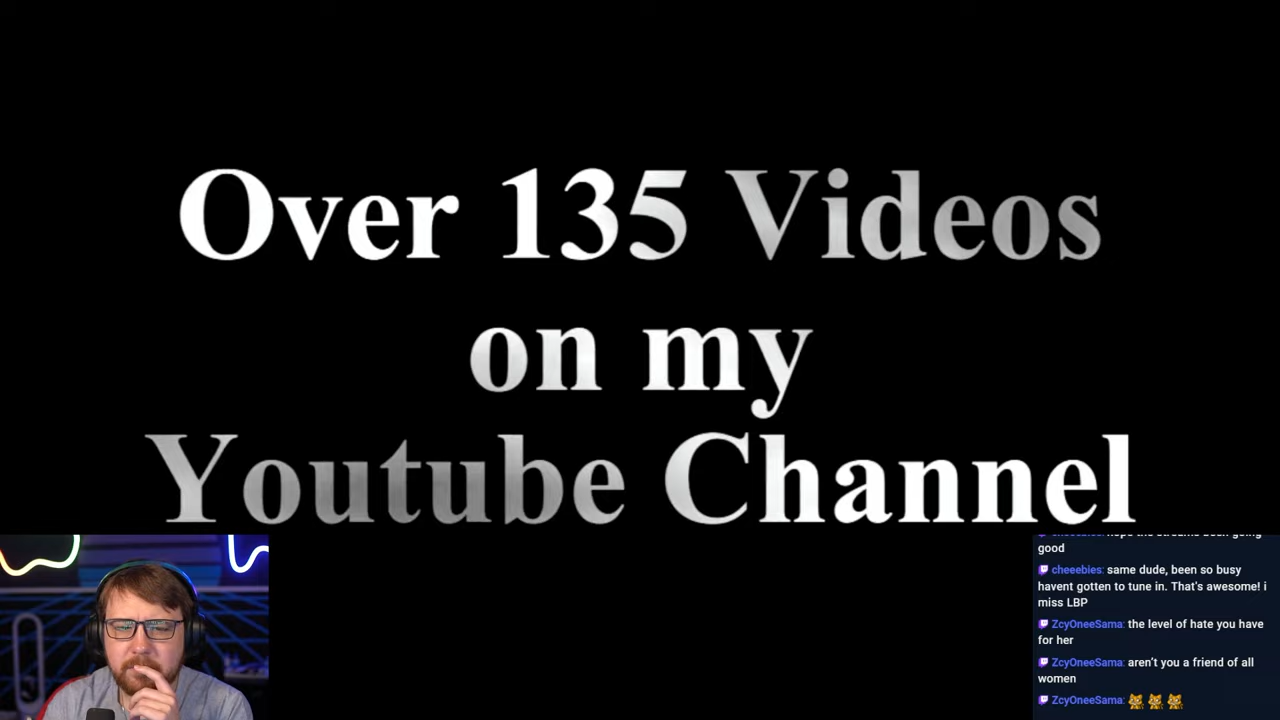 Over 135 Videos
on my
Youtube Channel
good
cheeebies: same dude, been so busy
havent gotten to tune in. That's awesome! i
miss LBP
ZcyOneeSama: the level of hate you have
for her
ZcyOneeSama: aren't you a friend of all
women
ZcyOneeSama: